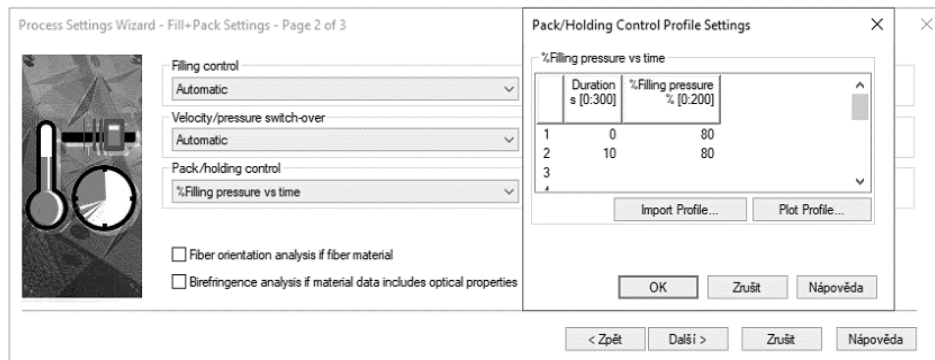 Process Settings Wizard - Fill+Pack Settings - Page 2 of 3
Filling control
Automatic
Velocity/pressure switch-over
Automatic
Pack/holding control
%Filling pressure vs time
Fiber orientation analysis if fiber material
Birefringence analysis if material data includes optical properties
Pack/Holding Control Profile Settings
%Filling pressure vs time
Duration %Filling pressure
s [0:300] % [0:200]
1 0 80
2 10 80
3
Import Profile... Plot Profile...
OK Zrušit Nápověda
< Zpět Další > Zrušit Nápověda